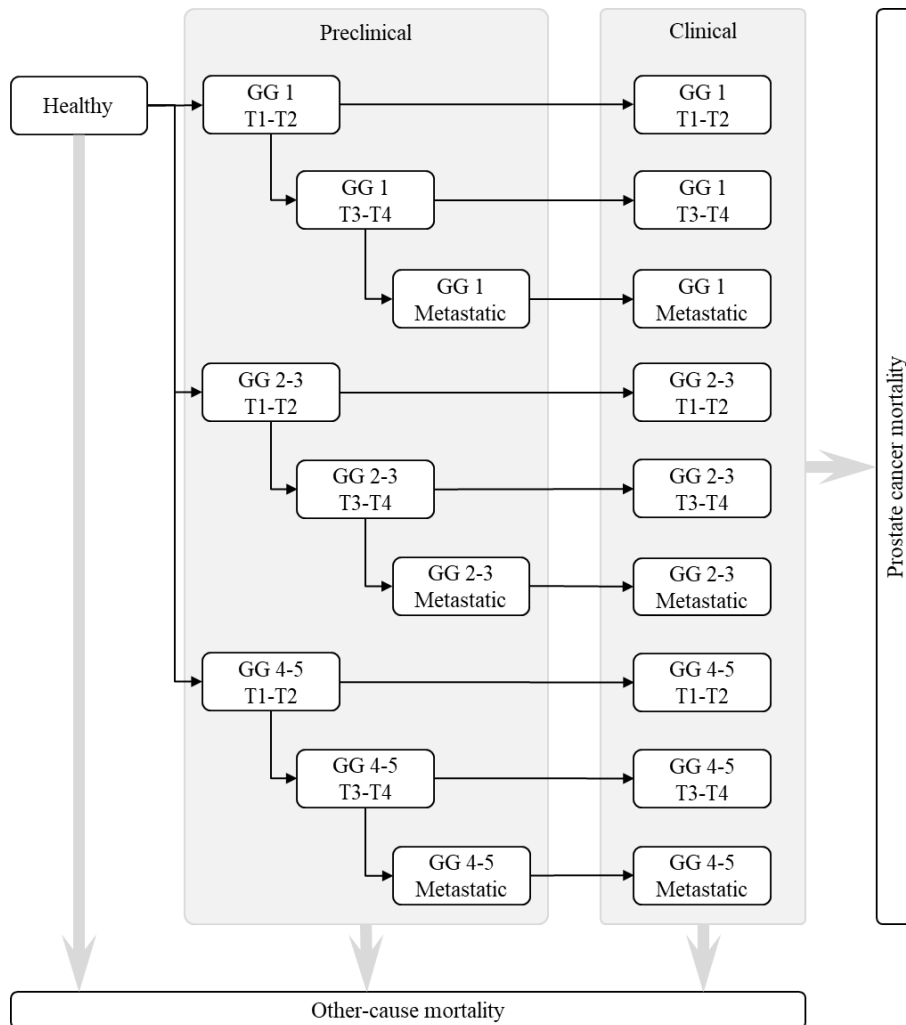 Preclinical
Clinical
Healthy
GG 1
T1-T2
GG 1
T1-T2
GG 1
T3-T4
GG 1
T3-T4
GG 1
Metastatic
GG 1
Metastatic
GG 2-3
T1-T2
GG 2-3
T1-T2
GG 2-3
T3-T4
GG 2-3
T3-T4
GG 2-3
Metastatic
GG 2-3
Metastatic
GG 4-5
T1-T2
GG 4-5
T1-T2
GG 4-5
T3-T4
GG 4-5
T3-T4
GG 4-5
Metastatic
GG 4-5
Metastatic
Prostate cancer mortality
Other-cause mortality